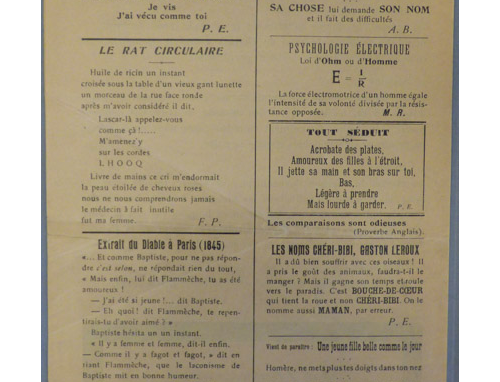 Je vis
J'ai vécu comme toi
P. E.
LE RAT CIRCULAIRE
Huile de ricin un instant
croisée sous la table d'un vieux gant lunette
un morceau de la rue face ronde
après m'avoir considéré il dit.
Lascar-là appelez-vous
comme çà !.....
M'amenez'y
sur les cordes
L H O O Q
Livre de mains ce cri m'endormait
la peau étoilée de chevaux roses
nous ne nous comprendrons jamais
le médecin à fait inutile
fut ma femme.
F. P.
Extrait du Diable à Paris (1845)
«... Et comme Baptiste, pour ne pas répon-
dre c'est selon, ne répondait rien du tout,
« Mais enfin, lui dit Flammèche, tu as été
amoureux !
— J'ai été si jeune !... dit Baptiste.
— Eh quoi ! dit Flammèche, te repen-
tirais-tu d'avoir aimé ? »
Baptiste hésita un instant.
« Il y a femme et femme, dit-il enfin.
— Comme il y a fagot et fagot, » dit en
riant Flammèche, que le laconisme de
Baptiste mit en bonne humeur.
SA CHOSE lui demande SON NOM
et il fait des difficultés
A. B.
PSYCHOLOGIE ÉLECTRIQUE
Loi d'Ohm ou d'Homme
E = 1/R
La force électromotrice d'un homme égale
l'intensité de sa volonté divisée par la résis-
tance opposée.
M. R.
TOUT SÉDUIT
Acrobate des plates,
Amoureux des filles à l'étroit,
Il jette sa main et son bras sur toi,
Bas,
Légère à prendre
Mais lourde à garder.
P. E.
Les comparaisons sont odieuses
(Proverbe Anglais).
LES NOMS CHÉRI-BIBI, GASTON LEROUX
Il a dû bien souffrir avec ces oiseaux ! Il
a pris le goût des animaux, faudra-t-il le
manger ? Mais il gagne son temps et roule
vers le paradis. C'est BOUCHE-DE-CŒUR
qui tient la roue et non CHÉRI-BIBI. On le
nomme aussi MAMAN, par erreur.
P. E.
Vient de paraître : Une jeune fille belle comme le jour
Homère, ne meta plus tes doigts dans ton nez